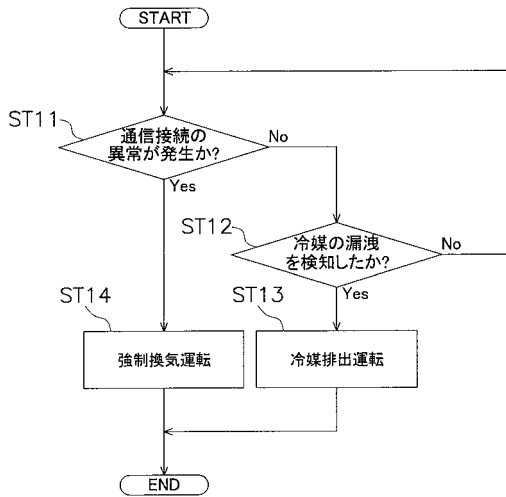 START
ST11
通信接続の
異常が発生か?
No
Yes
ST12
冷媒の漏洩
を検知したか?
No
Yes
ST14
強制換気運転
ST13
冷媒排出運転
END